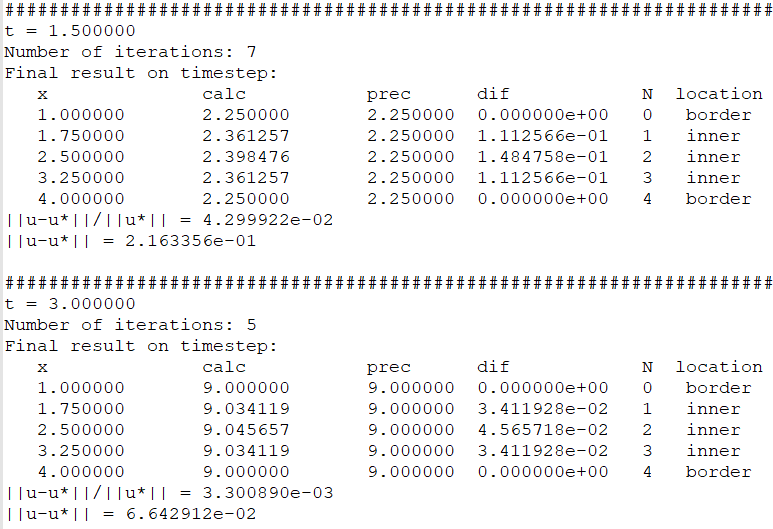 ######################################################################
t = 1.500000
Number of iterations: 7
Final result on timestep:
x calc prec dif N location
1.000000 2.250000 2.250000 0.000000e+00 0 border
1.750000 2.361257 2.250000 1.112566e-01 1 inner
2.500000 2.398476 2.250000 1.484758e-01 2 inner
3.250000 2.361257 2.250000 1.112566e-01 3 inner
4.000000 2.250000 2.250000 0.000000e+00 4 border
||u-u*||/||u*|| = 4.299922e-02
||u-u*|| = 2.163356e-01
######################################################################
t = 3.000000
Number of iterations: 5
Final result on timestep:
x calc prec dif N location
1.000000 9.000000 9.000000 0.000000e+00 0 border
1.750000 9.034119 9.000000 3.411928e-02 1 inner
2.500000 9.045657 9.000000 4.565718e-02 2 inner
3.250000 9.034119 9.000000 3.411928e-02 3 inner
4.000000 9.000000 9.000000 0.000000e+00 4 border
||u-u*||/||u*|| = 3.300890e-03
||u-u*|| = 6.642912e-02